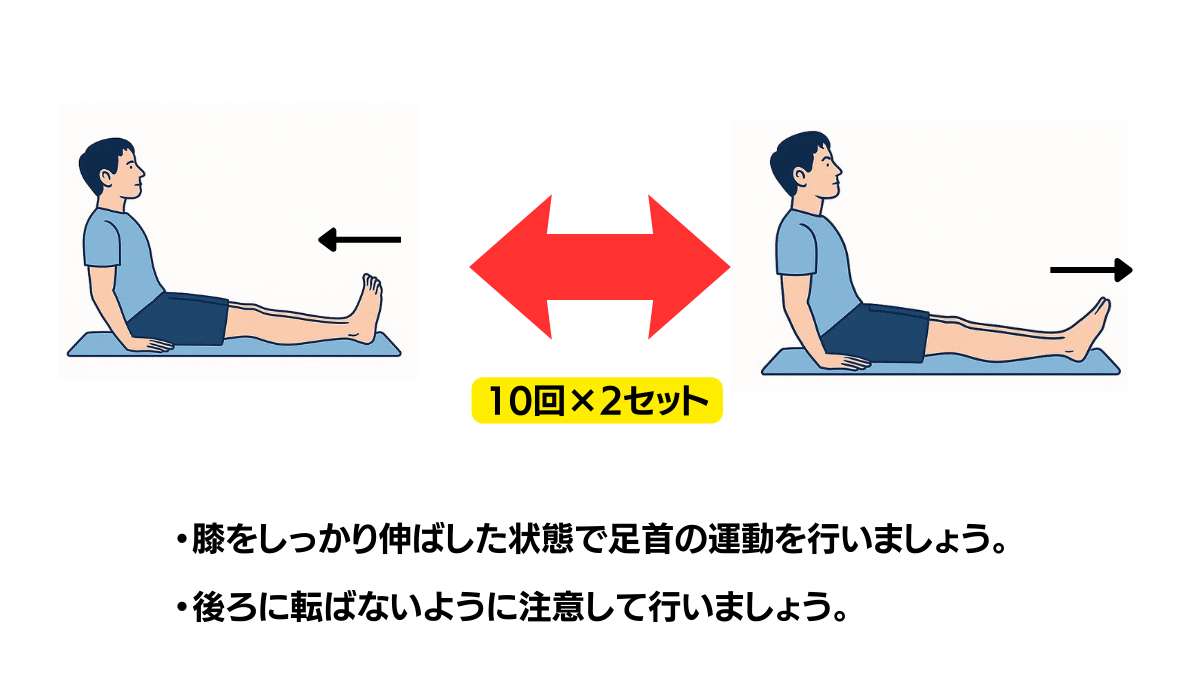 10回×2セット
・膝をしっかり伸ばした状態で足首の運動を行いましょう。
・後ろに転ばないように注意して行いましょう。